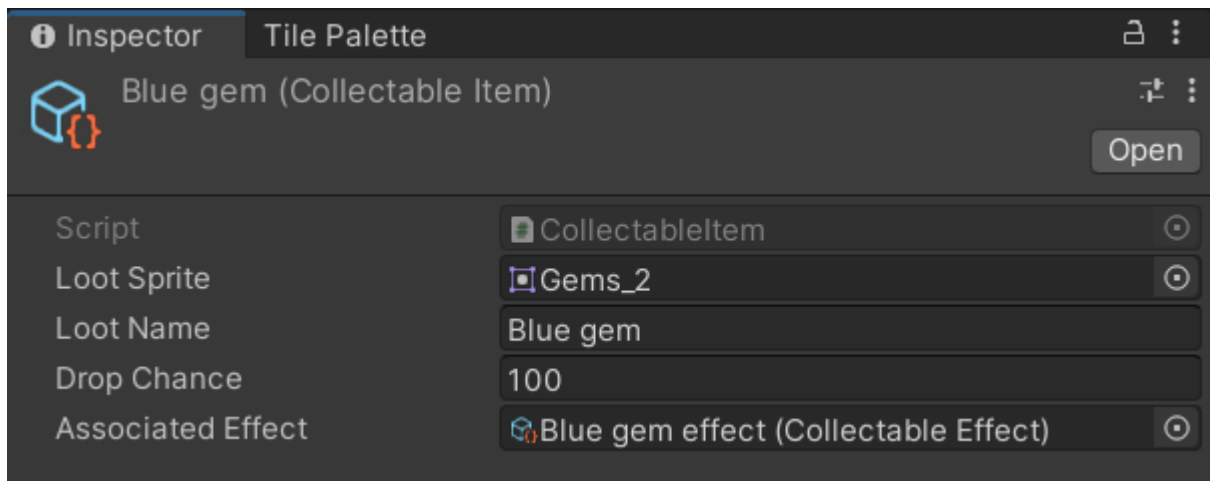 Inspector Tile Palette
Blue gem (Collectable Item)
Open
Script CollectableItem
Loot Sprite Gems_2
Loot Name Blue gem
Drop Chance 100
Associated Effect Blue gem effect (Collectable Effect)